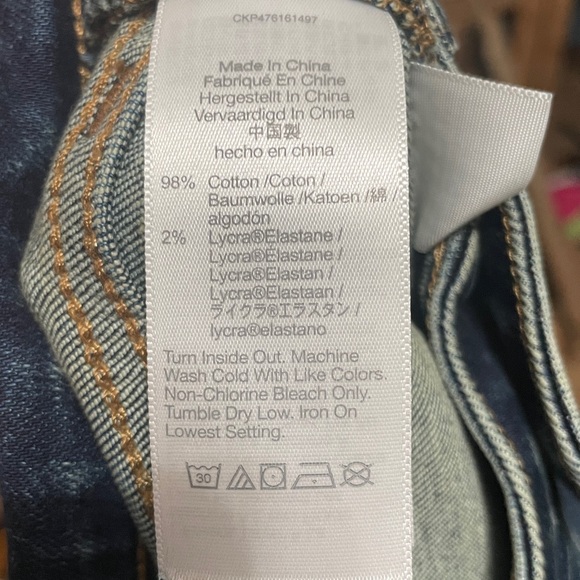 CKP476161497
Made In China
Fabriqué En Chine
Hergestellt In China
Vervaardigd In China
中国製
hecho en china
98% Cotton /Coton /
Baumwolle /Katoen /綿 /
algodón
2% Lycra®Elastane /
Lycra®Elastane /
Lycra®Elastan /
Lycra®Elastaan /
ライクラ®エラスタン /
lycra®elastano
Turn Inside Out. Machine
Wash Cold With Like Colors.
Non-Chlorine Bleach Only.
Tumble Dry Low. Iron On
Lowest Setting.
30